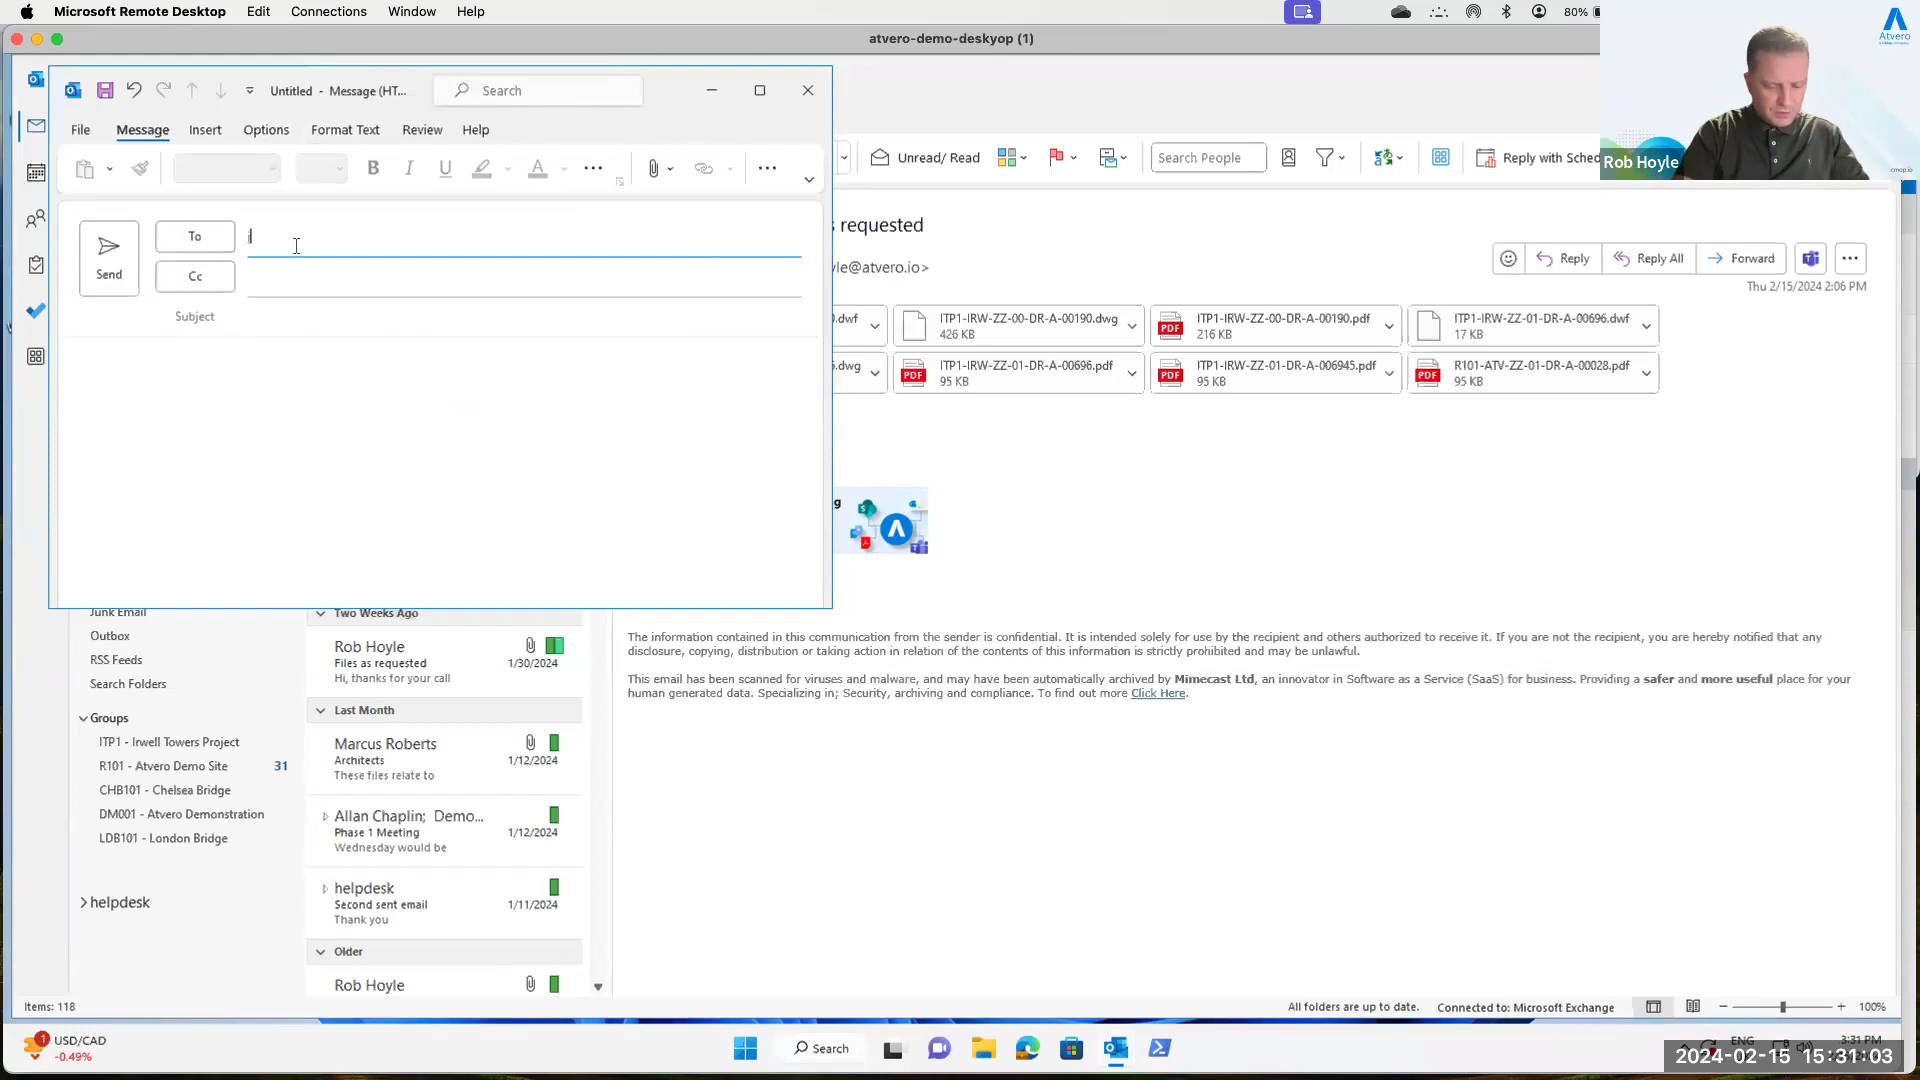 Microsoft Remote Desktop Edit Connections Window Help
80%
atvero-demo-deskyop (1)
Atvero
cmap.io
Rob Hoyle
Untitled - Message (HT...
Search
File Message Insert Options Format Text Review Help
B I U A
Unread/ Read
Search People
Reply with Sched
Send
To
Cc
Subject
s requested
yle@atvero.io>
Reply
Reply All
Forward
Thu 2/15/2024 2:06 PM
0.dwf
ITP1-IRW-ZZ-00-DR-A-00190.dwg
426 KB
PDF
ITP1-IRW-ZZ-00-DR-A-00190.pdf
216 KB
ITP1-IRW-ZZ-01-DR-A-00696.dwf
17 KB
6.dwg
PDF
ITP1-IRW-ZZ-01-DR-A-00696.pdf
95 KB
PDF
ITP1-IRW-ZZ-01-DR-A-006945.pdf
95 KB
PDF
R101-ATV-ZZ-01-DR-A-00028.pdf
95 KB
g
The information contained in this communication from the sender is confidential. It is intended solely for use by the recipient and others authorized to receive it. If you are not the recipient, you are hereby notified that any
disclosure, copying, distribution or taking action in relation of the contents of this information is strictly prohibited and may be unlawful.
This email has been scanned for viruses and malware, and may have been automatically archived by Mimecast Ltd, an innovator in Software as a Service (SaaS) for business. Providing a safer and more useful place for your
human generated data. Specializing in; Security, archiving and compliance. To find out more Click Here.
Junk Email
Outbox
RSS Feeds
Search Folders
Groups
ITP1 - Irwell Towers Project
R101 - Atvero Demo Site 31
CHB101 - Chelsea Bridge
DM001 - Atvero Demonstration
LDB101 - London Bridge
helpdesk
Two Weeks Ago
Rob Hoyle
Files as requested 1/30/2024
Hi, thanks for your call
Last Month
Marcus Roberts
Architects 1/12/2024
These files relate to
Allan Chaplin; Demo...
Phase 1 Meeting 1/12/2024
Wednesday would be
helpdesk
Second sent email 1/11/2024
Thank you
Older
Rob Hoyle
Items: 118
All folders are up to date. Connected to: Microsoft Exchange
100%
1
USD/CAD
-0.49%
Search
ENG
3:31 PM
2024-02-15 15:31:03